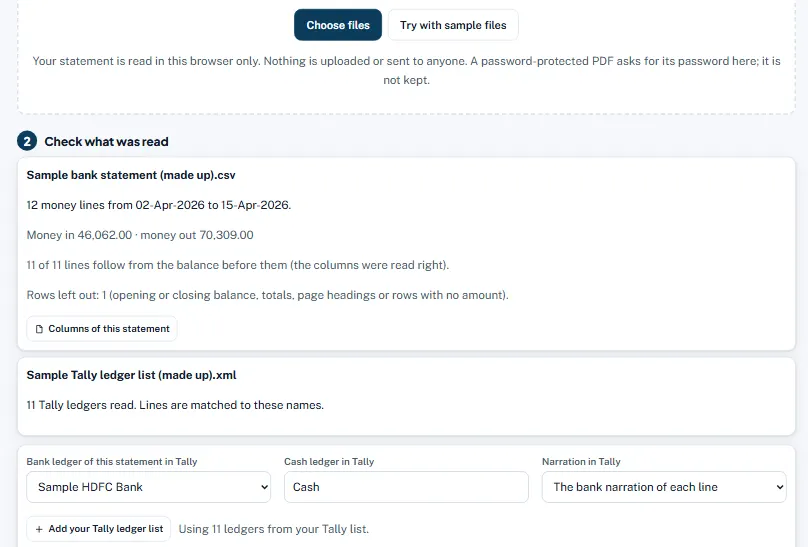 Choose files
Try with sample files
Your statement is read in this browser only. Nothing is uploaded or sent to anyone. A password-protected PDF asks for its password here; it is
not kept.
2 Check what was read
Sample bank statement (made up).csv
12 money lines from 02-Apr-2026 to 15-Apr-2026.
Money in 46,062.00 · money out 70,309.00
11 of 11 lines follow from the balance before them (the columns were read right).
Rows left out: 1 (opening or closing balance, totals, page headings or rows with no amount).
Columns of this statement
Sample Tally ledger list (made up).xml
11 Tally ledgers read. Lines are matched to these names.
Bank ledger of this statement in Tally
Sample HDFC Bank
Cash ledger in Tally
Cash
Narration in Tally
The bank narration of each line
+ Add your Tally ledger list
Using 11 ledgers from your Tally list.